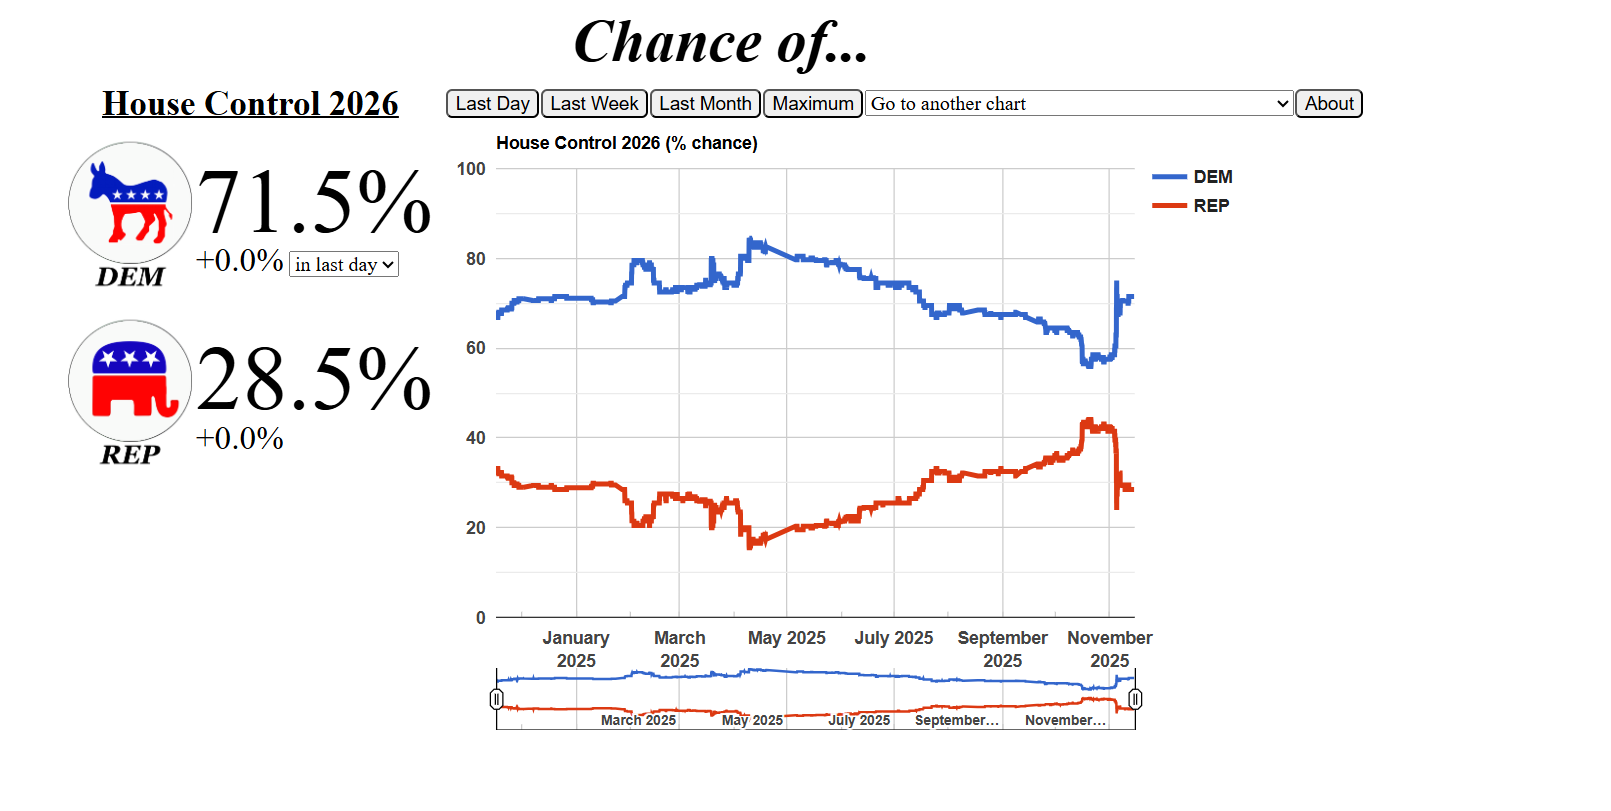 Chance of...
House Control 2026
Last Day Last Week Last Month Maximum Go to another chart About
71.5%
+0.0% in last day
DEM
28.5%
+0.0%
REP
House Control 2026 (% chance)
100
80
60
40
20
0
DEM
REP
January 2025
March 2025
May 2025
July 2025
September 2025
November 2025
March 2025 May 2025 July 2025 September... November...